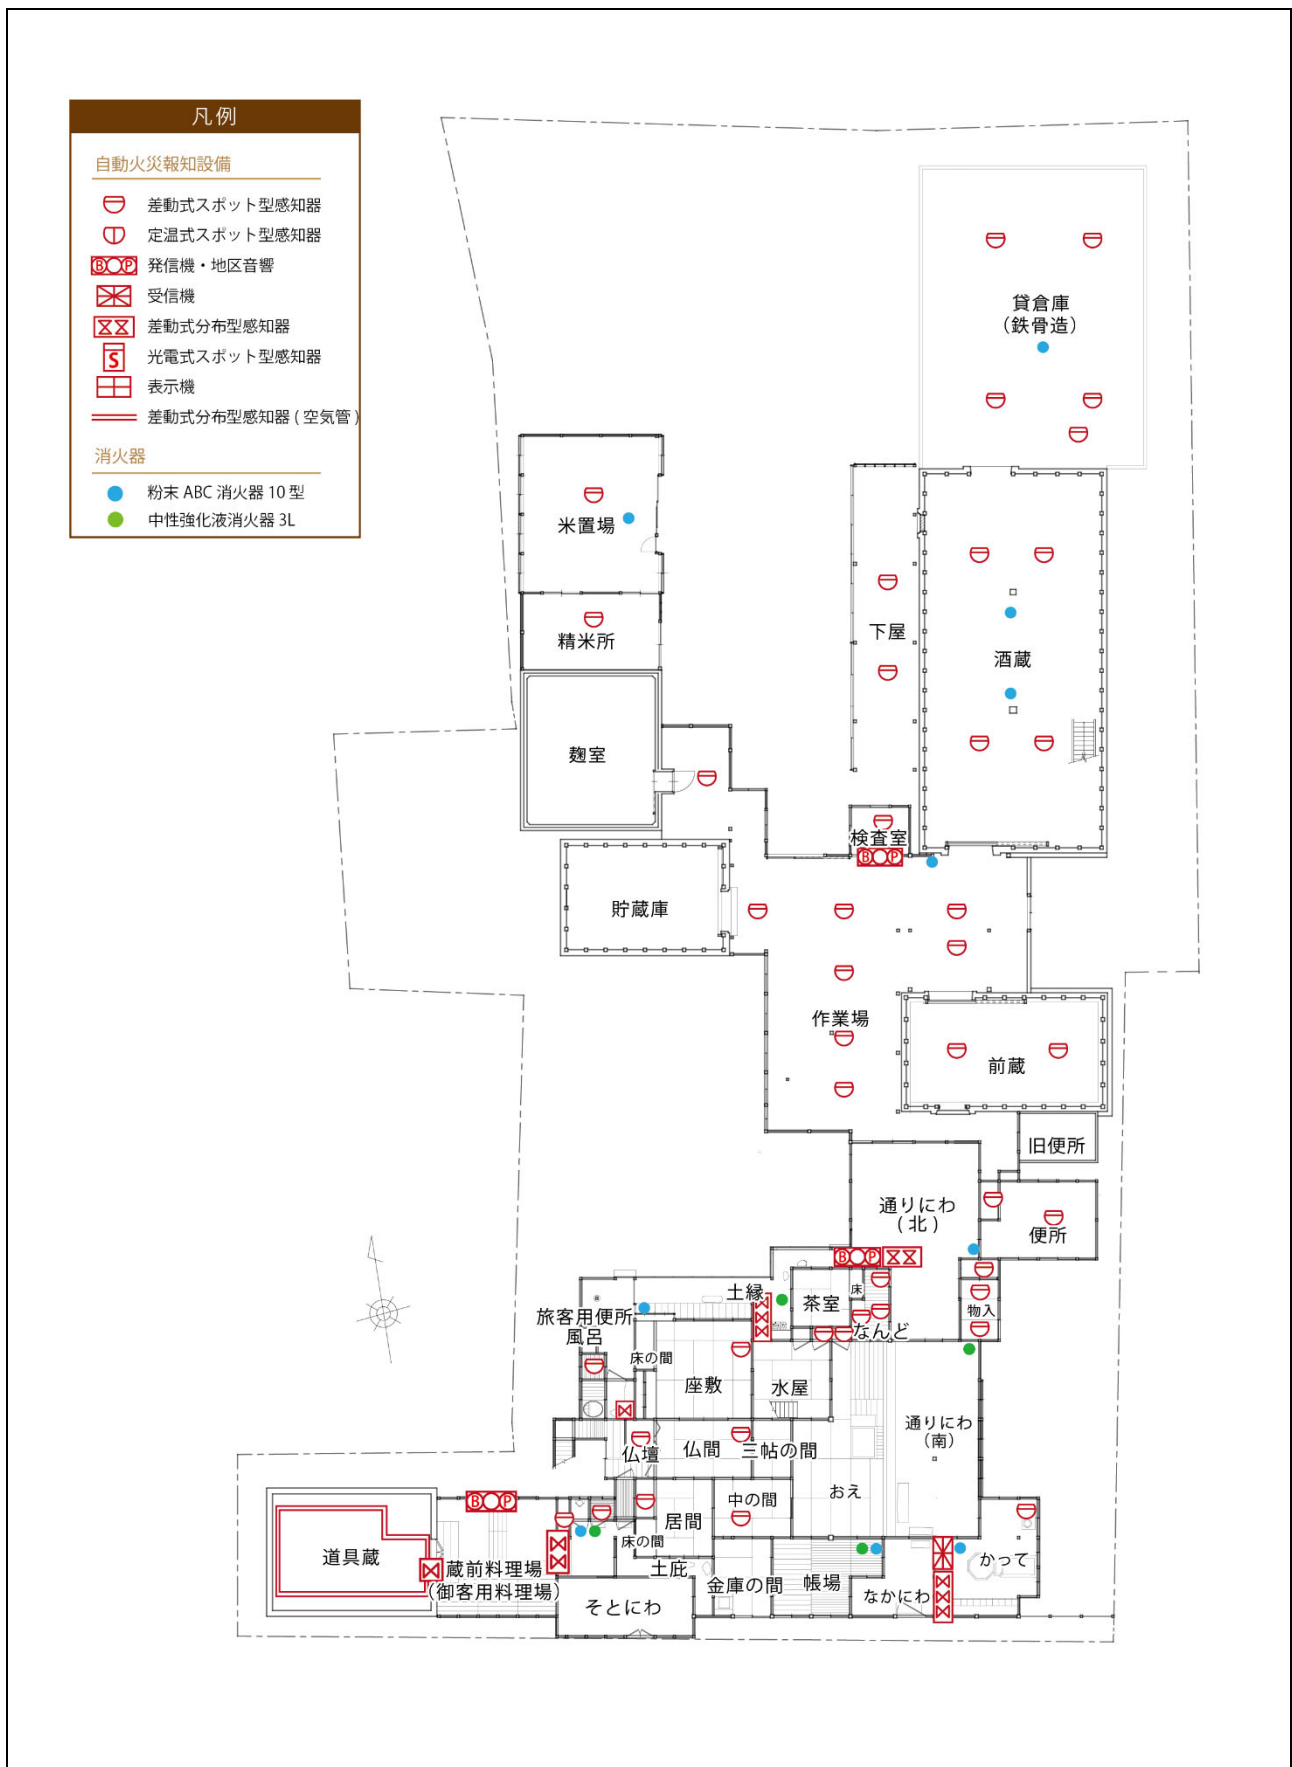 凡例
自動火災報知設備
差動式スポット型感知器
定温式スポット型感知器
B P 発信機・地区音響
受信機
差動式分布型感知器
S 光電式スポット型感知器
表示機
差動式分布型感知器(空気管)
消火器
粉末 ABC 消火器 10 型
中性強化液消火器 3L
貸倉庫
(鉄骨造)
米置場
精米所
下屋
酒蔵
麹室
検査室
B P
貯蔵庫
作業場
前蔵
旧便所
通りにわ
(北)
便所
B P
土縁
茶室
床
物入
なんど
旅客用便所
風呂
床の間
座敷
水屋
通りにわ
(南)
仏壇
仏間
三帖の間
おえ
中の間
居間
B P
床の間
道具蔵
蔵前料理場
(御客用料理場)
土庇
金庫の間
帳場
なかにわ
かって
そとにわ